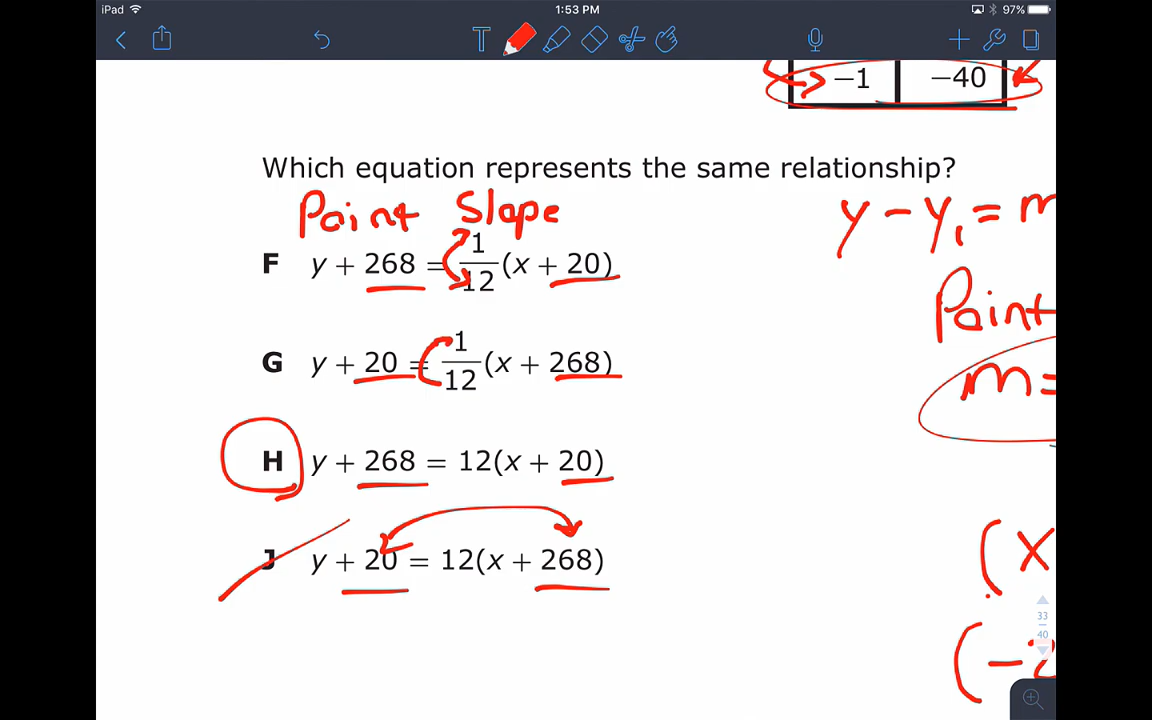 iPad 1:53 PM 97%
T
−1 −40
Which equation represents the same relationship?
Point Slope
y − y₁ = m
F y + 268 = 1/12(x + 20)
Point
G y + 20 = 1/12(x + 268)
m =
H y + 268 = 12(x + 20)
J y + 20 = 12(x + 268)
(x
33
40
(−2